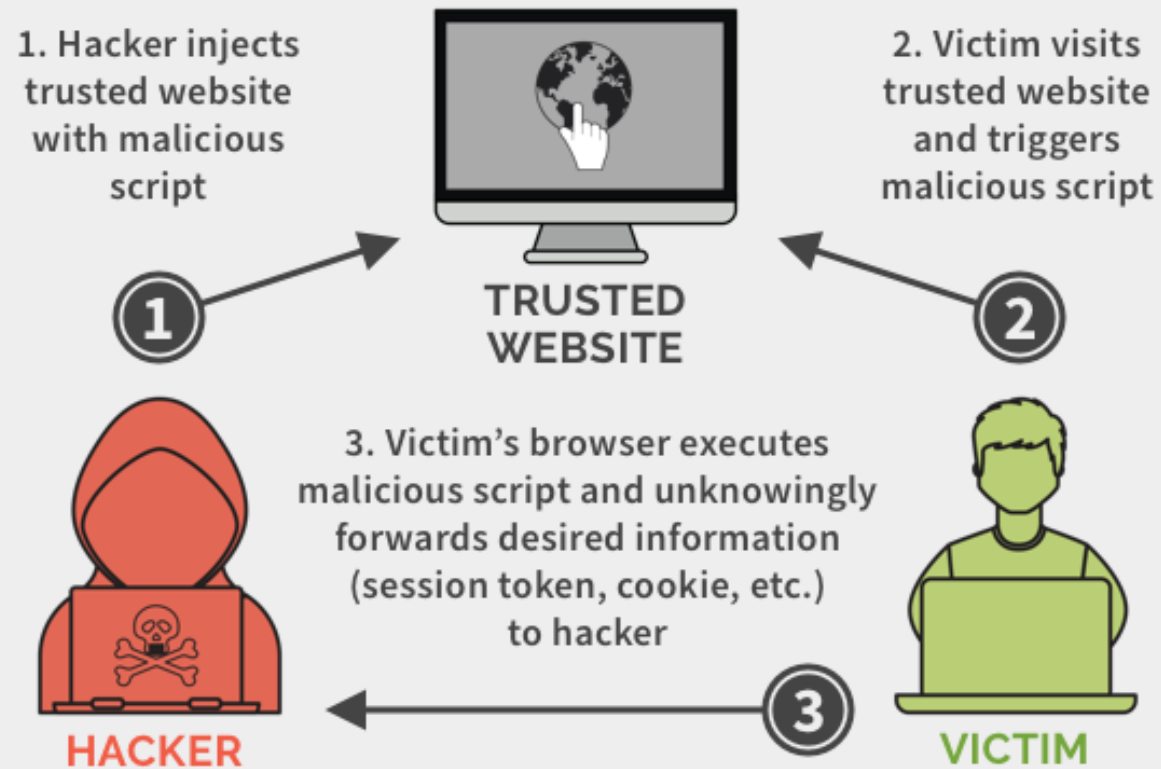 1. Hacker injects
trusted website
with malicious
script
2. Victim visits
trusted website
and triggers
malicious script
TRUSTED
WEBSITE
1
2
3. Victim’s browser executes
malicious script and unknowingly
forwards desired information
(session token, cookie, etc.)
to hacker
3
HACKER
VICTIM